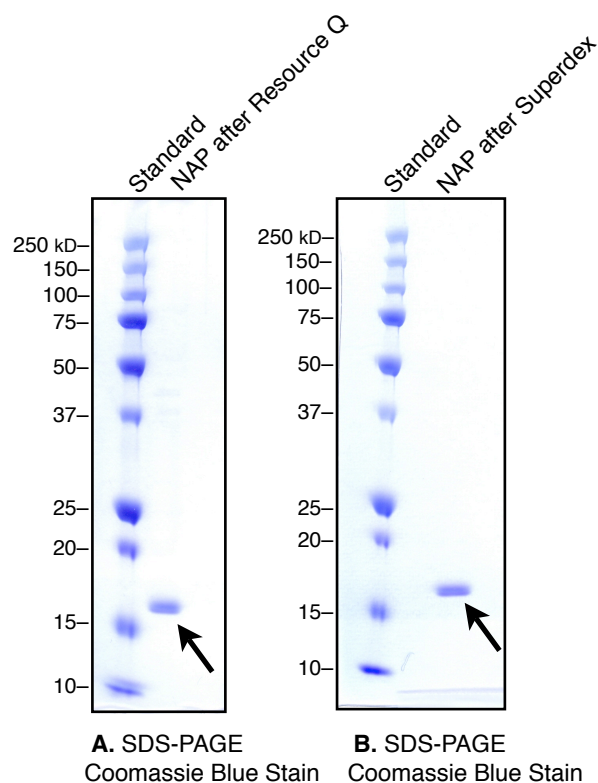 Standard
NAP after Resource Q
250 kD–
150–
100–
75–
50–
37–
25–
20–
15–
10–
A. SDS-PAGE
Coomassie Blue Stain
Standard
NAP after Superdex
250 kD–
150–
100–
75–
50–
37–
25–
20–
15–
10–
B. SDS-PAGE
Coomassie Blue Stain